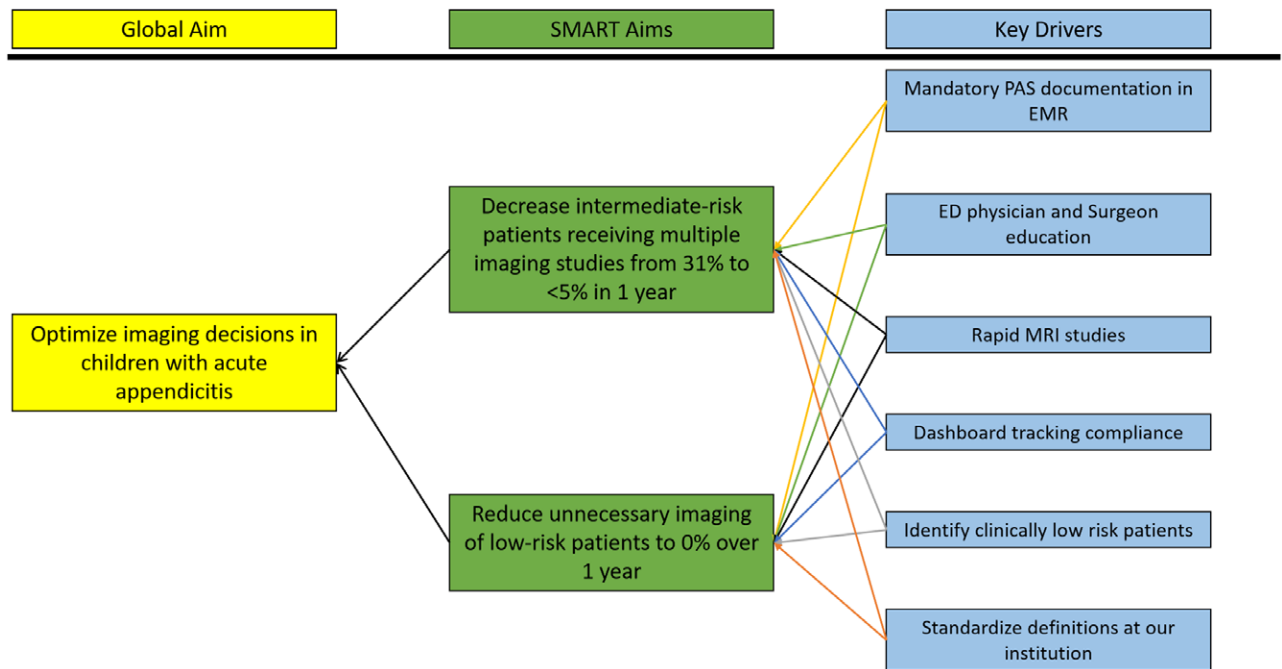 Global Aim
SMART Aims
Key Drivers
Mandatory PAS documentation in
EMR
Decrease intermediate-risk
patients receiving multiple
imaging studies from 31% to
<5% in 1 year
ED physician and Surgeon
education
Optimize imaging decisions in
children with acute
appendicitis
Rapid MRI studies
Dashboard tracking compliance
Reduce unnecessary imaging
of low-risk patients to 0% over
1 year
Identify clinically low risk patients
Standardize definitions at our
institution